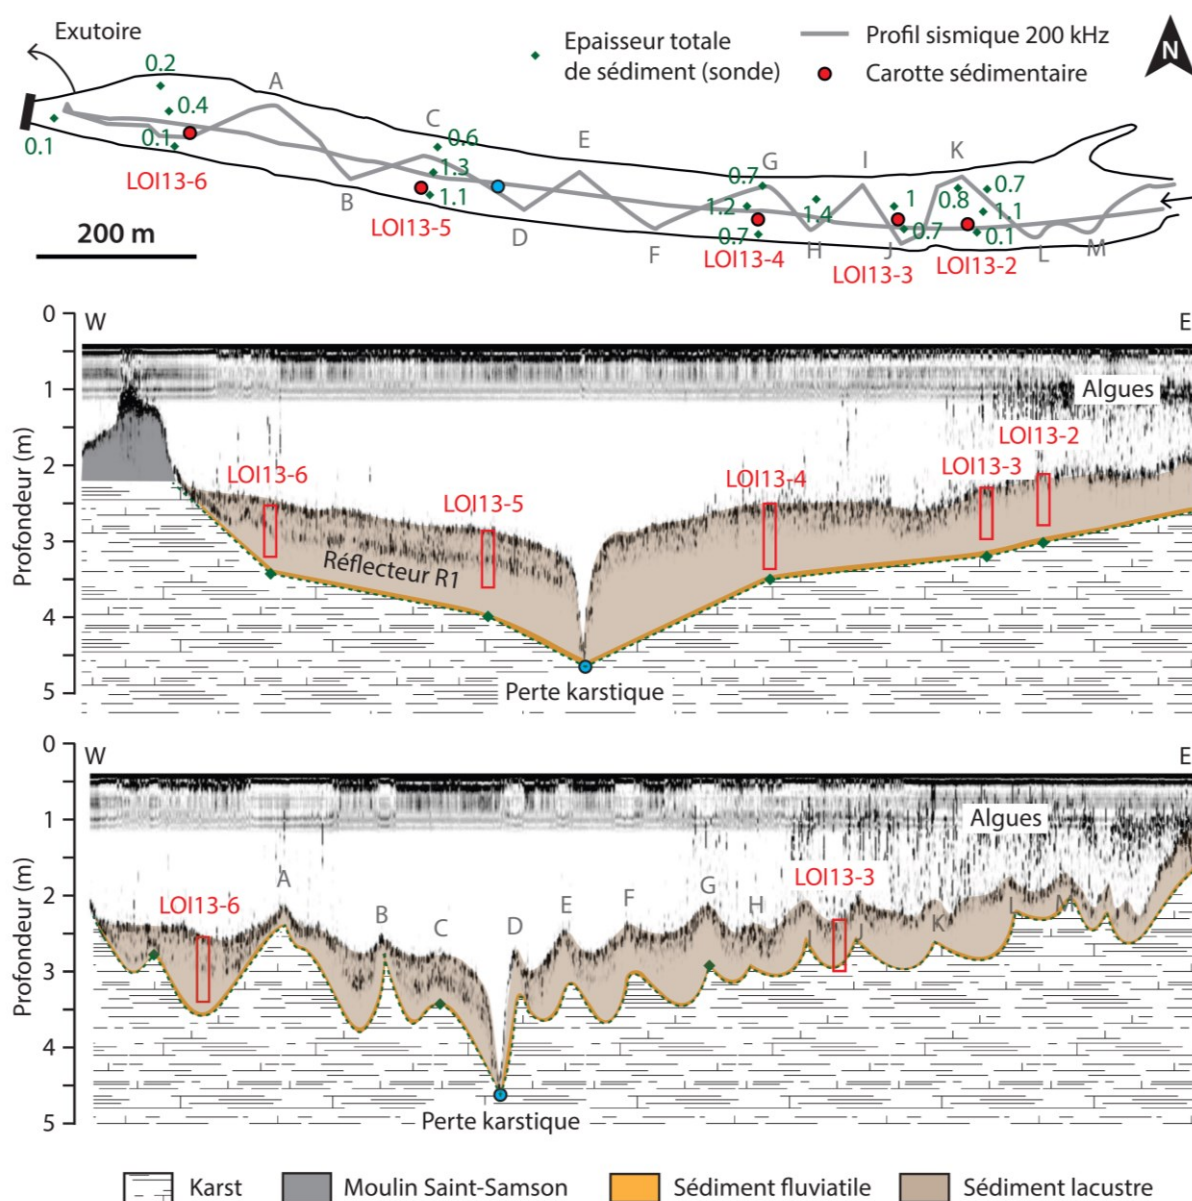 Exutoire
Epaisseur totale
de sédiment (sonde)
Profil sismique 200 kHz
Carotte sédimentaire
N
0.2
A
0.4
0.1
0.1
LOI13-6
C
0.6
E
1.3
B
1.1
LOI13-5
D
F
G
0.7
1.2
0.7
LOI13-4
1.4
H
I
1
J
0.7
LOI13-3
K
0.7
0.8
1.1
0.1
LOI13-2
L
M
200 m
0
W
E
1
Algues
LOI13-2
2
LOI13-6
LOI13-4
LOI13-3
LOI13-5
Profondeur (m)
3
Réflecteur R1
4
Perte karstique
5
0
W
E
1
Algues
2
A
LOI13-6
B
C
D
E
F
G
H
LOI13-3
I
J
K
L
M
Profondeur (m)
3
4
Perte karstique
5
Karst
Moulin Saint-Samson
Sédiment fluviatile
Sédiment lacustre